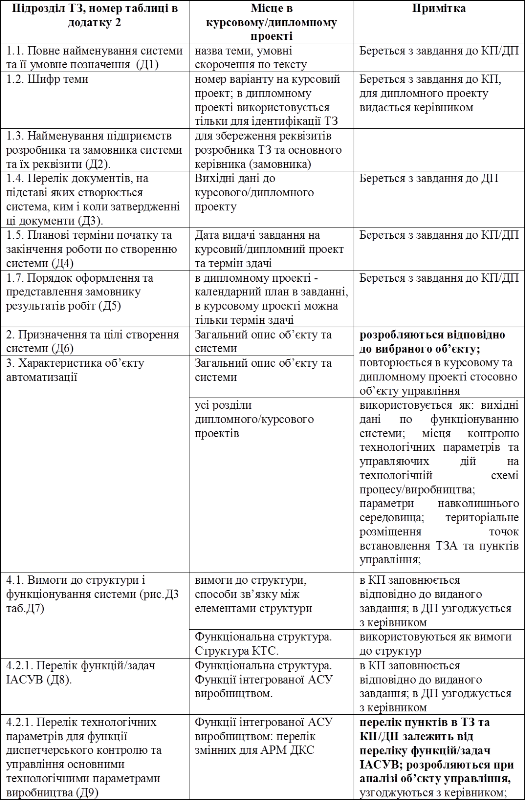 Підрозділ ТЗ, номер таблиці в
додатку 2
Місце в
курсовому/дипломному
проекті
Примітка
1.1. Повне найменування системи
та її умовне позначення (Д1)
назва теми, умовні
скорочення по тексту
Береться з завдання до КП/ДП
1.2. Шифр теми
номер варіанту на курсовий
проект; в дипломному
проекті використовується
тільки для ідентифікації ТЗ
Береться з завдання до КП,
для дипломного проекту
видається керівником
1.3. Найменування підприємств
розробника та замовника системи
та їх реквізити (Д2).
для збереження реквізитів
розробника ТЗ та основного
керівника (замовника)
1.4. Перелік документів, на
підставі яких створюється
система, ким і коли затвердженні
ці документи (Д3).
Вихідні дані до
курсового/дипломного
проекту
Береться з завдання до ДП
1.5. Планові терміни початку та
закінчення роботи по створенню
системи (Д4)
Дата видачі завдання на
курсовий/дипломний проект
та термін здачі
Береться з завдання до КП/ДП
1.7. Порядок оформлення та
представлення замовнику
результатів робіт (Д5)
в дипломному проекті -
календарний план в завданні,
в курсовому проекті можна
тільки термін здачі
Береться з завдання до КП/ДП
2. Призначення та цілі створення
системи (Д6)
Загальний опис об’єкту та
системи
розробляються відповідно
до вибраного об’єкту;
повторюється в курсовому та
дипломному проекті стосовно
об’єкту управління
3. Характеристика об’єкту
автоматизації
Загальний опис об’єкту та
системи
усі розділи
дипломного/курсового
проектів
використовується як: вихідні
дані по функціонуванню
системи; місця контролю
технологічних параметрів та
управляючих дій на
технологічній схемі
процесу/виробництва;
параметри навколишнього
середовища; територіальне
розміщення точок
встановлення ТЗА та пунктів
управління;
4.1. Вимоги до структури і
функціонування системи (рис.Д3
таб.Д7)
вимоги до структури,
способи зв’язку між
елементами структури
в КП заповнюється
відповідно до виданого
завдання; в ДП узгоджується
з керівником
Функціональна структура.
Структура КТС.
використовуються як вимоги
до структур
4.2.1. Перелік функцій/задач
ІАСУВ (Д8).
Функціональна структура.
Функції інтегрованої АСУ
виробництвом.
в КП заповнюється
відповідно до виданого
завдання; в ДП узгоджується
з керівником
4.2.1. Перелік технологічних
параметрів для функції
диспетчерського контролю та
управління основними
технологічними параметрами
виробництва (Д9)
Функції інтегрованої АСУ
виробництвом: перелік
змінних для АРМ ДКС
перелік пунктів в ТЗ та
КП/ДП залежить від
переліку функцій/задач
ІАСУВ; розробляються при
аналізі об’єкту управління,
узгоджуються з керівником;